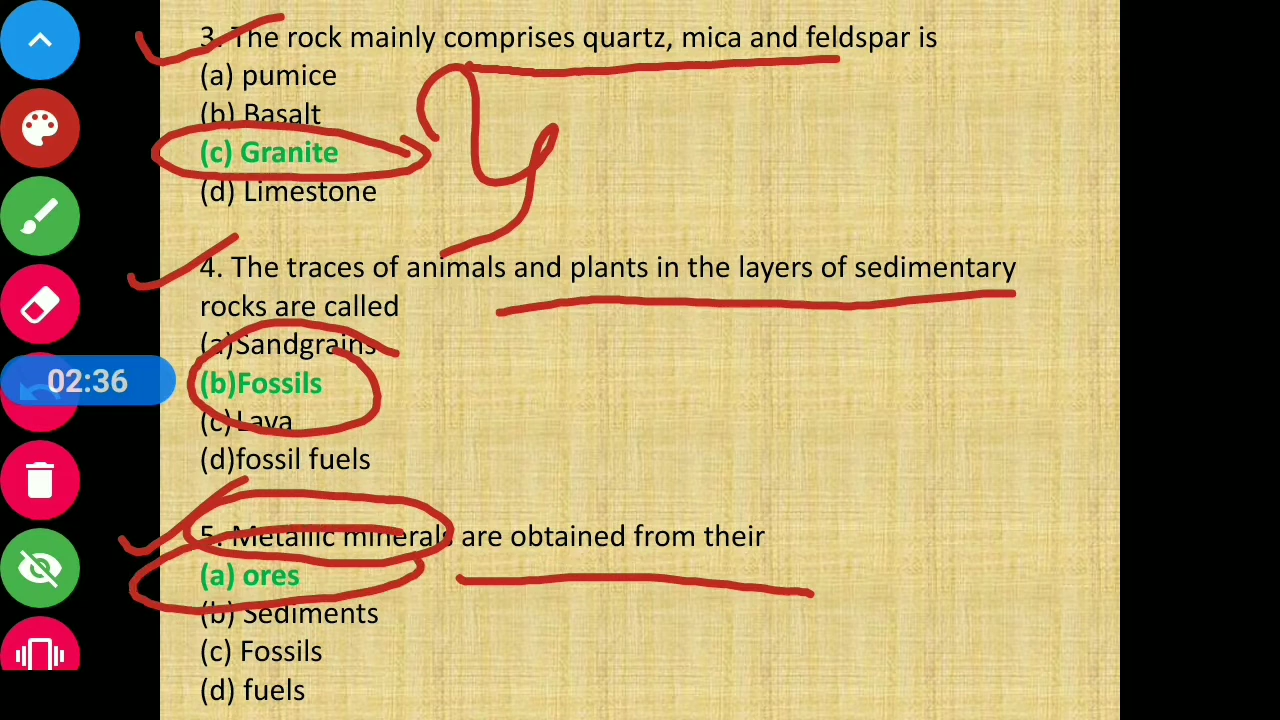 3. The rock mainly comprises quartz, mica and feldspar is
(a) pumice
(b) Basalt
(c) Granite
(d) Limestone
4. The traces of animals and plants in the layers of sedimentary
rocks are called
(a)Sandgrains
(b)Fossils
02:36
(c)Lava
(d)fossil fuels
5. Metallic minerals are obtained from their
(a) ores
(b) Sediments
(c) Fossils
(d) fuels